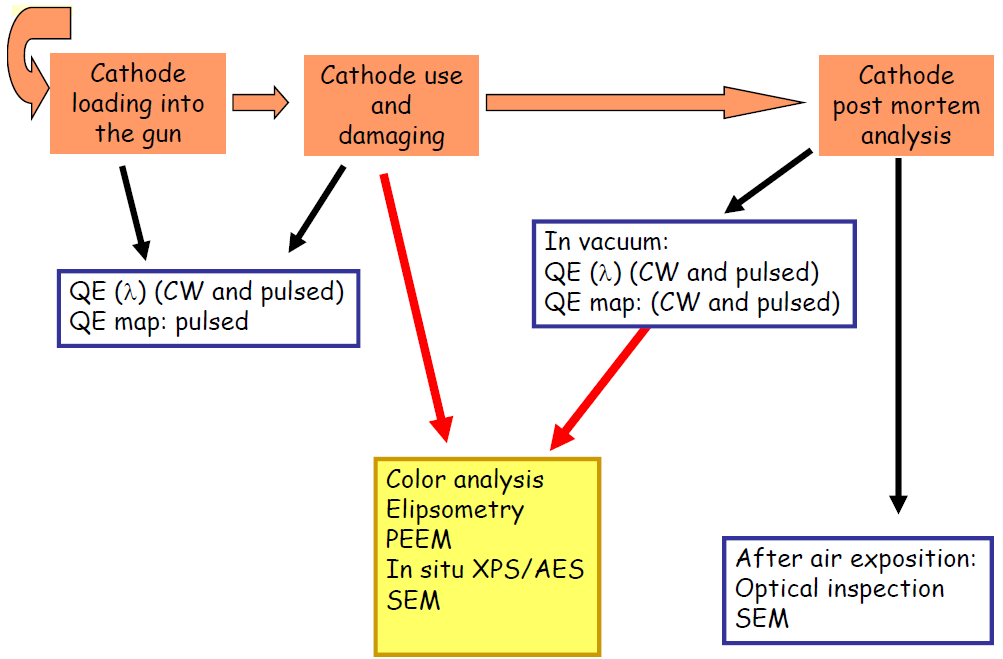 Cathode
loading into
the gun
Cathode use
and
damaging
Cathode
post mortem
analysis
QE (λ) (CW and pulsed)
QE map: pulsed
In vacuum:
QE (λ) (CW and pulsed)
QE map: (CW and pulsed)
Color analysis
Elipsometry
PEEM
In situ XPS/AES
SEM
After air exposition:
Optical inspection
SEM